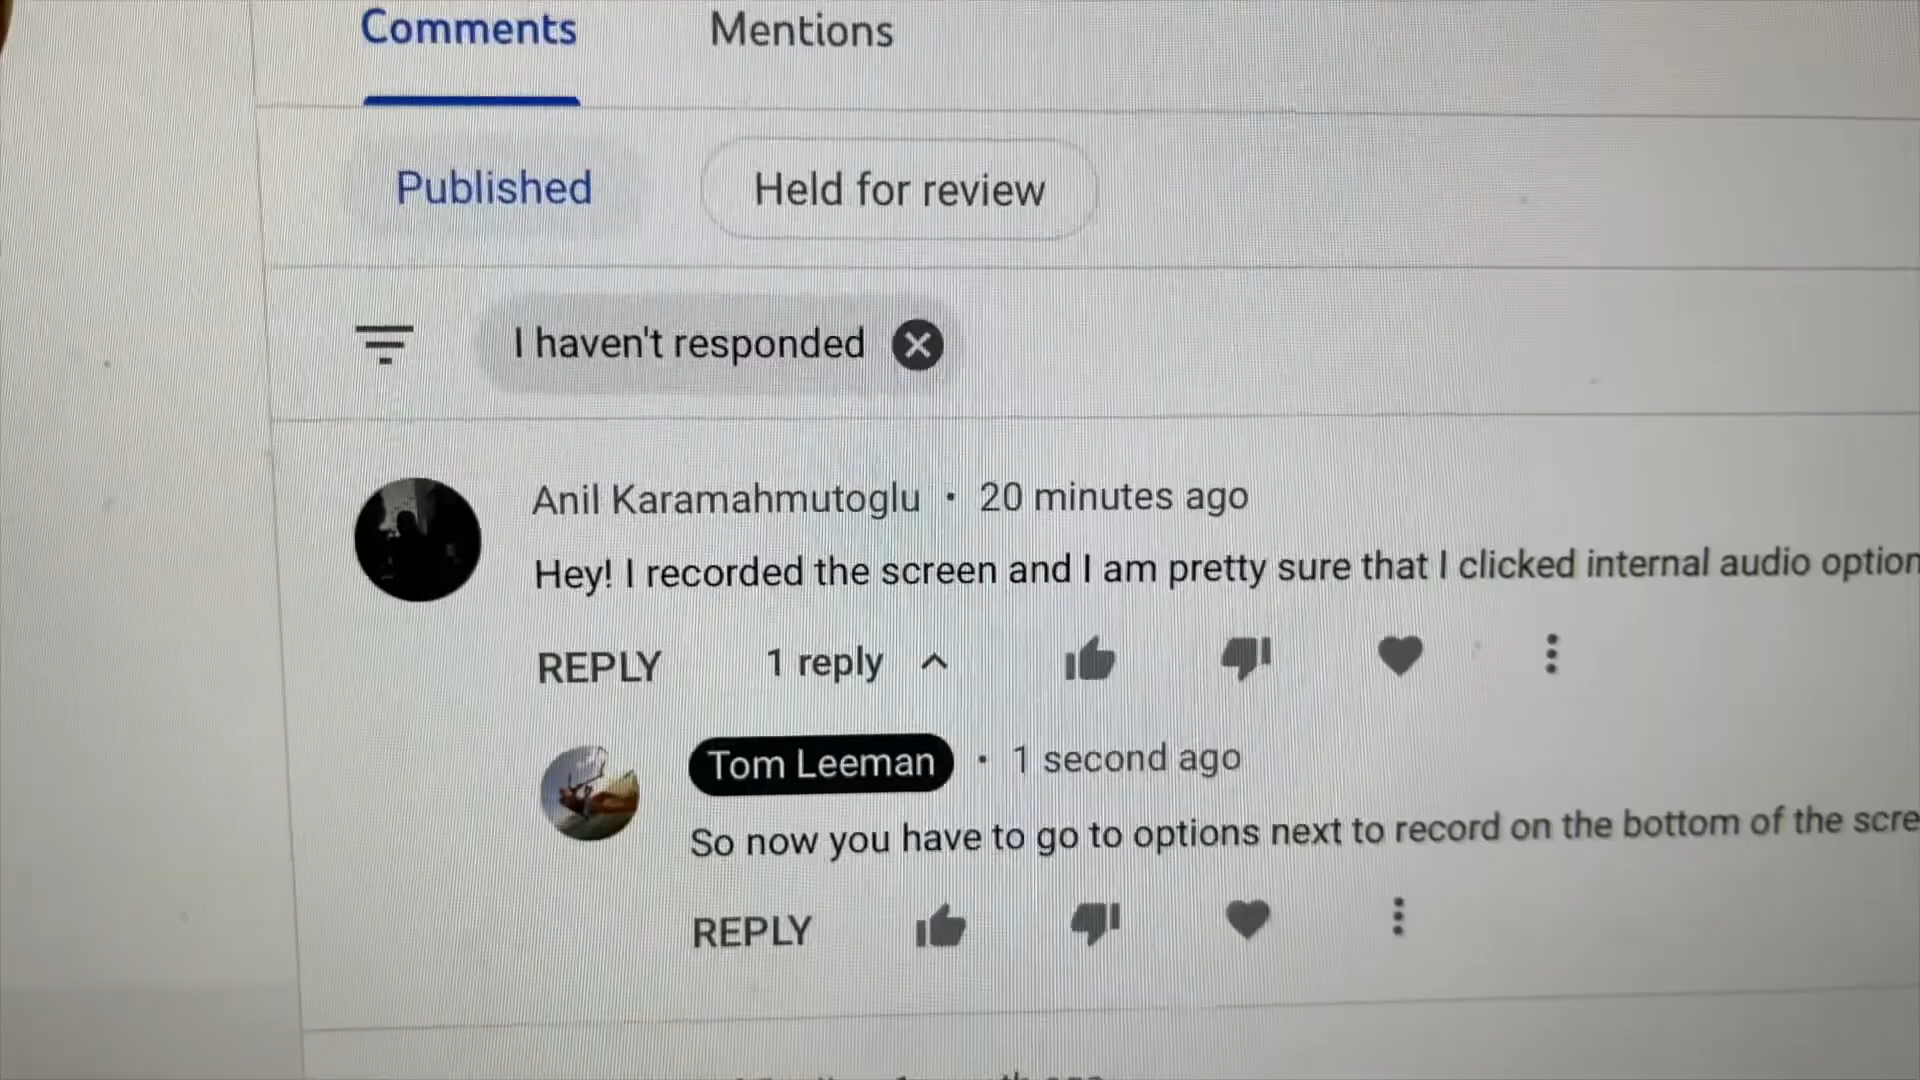 Comments Mentions
Published Held for review
I haven't responded
Anil Karamahmutoglu · 20 minutes ago
Hey! I recorded the screen and I am pretty sure that I clicked internal audio option
REPLY 1 reply
Tom Leeman · 1 second ago
So now you have to go to options next to record on the bottom of the scre
REPLY